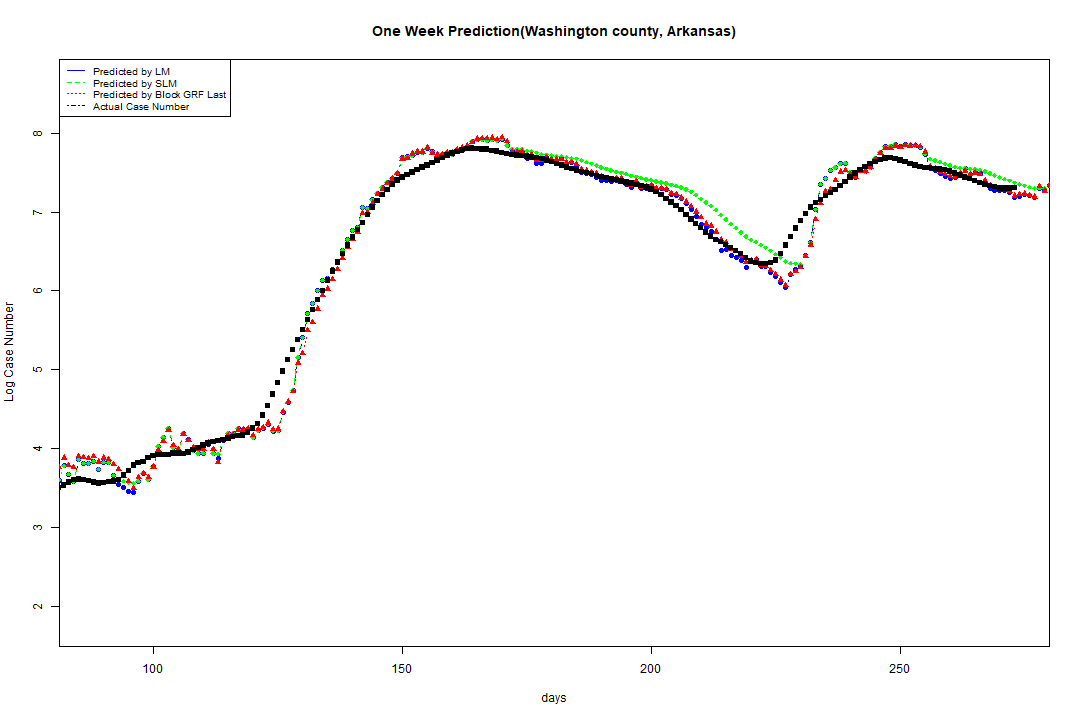 One Week Prediction(Washington county, Arkansas)
Predicted by LM
Predicted by SLM
Predicted by Block GRF Last
Actual Case Number
8
7
6
5
4
3
2
Log Case Number
100
150
200
250
days